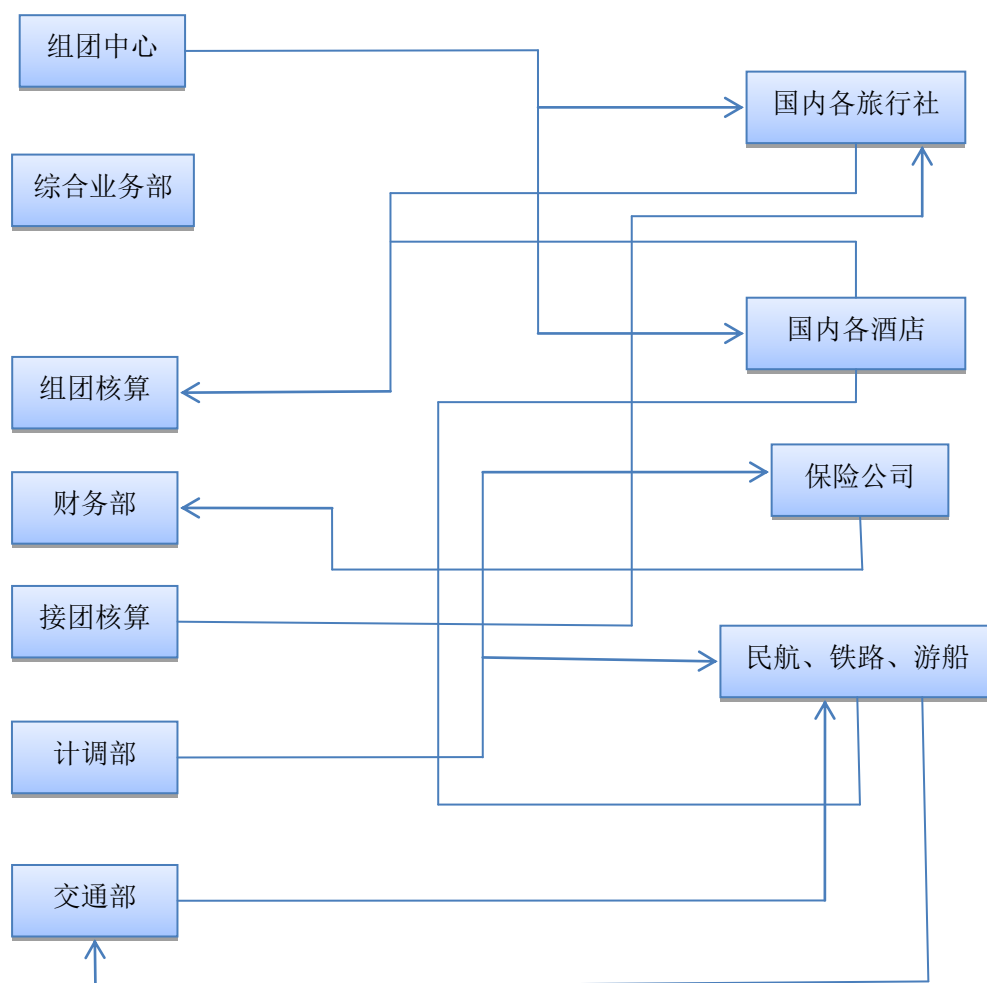 组团中心
国内各旅行社
综合业务部
国内各酒店
组团核算
保险公司
财务部
接团核算
民航、铁路、游船
计调部
交通部